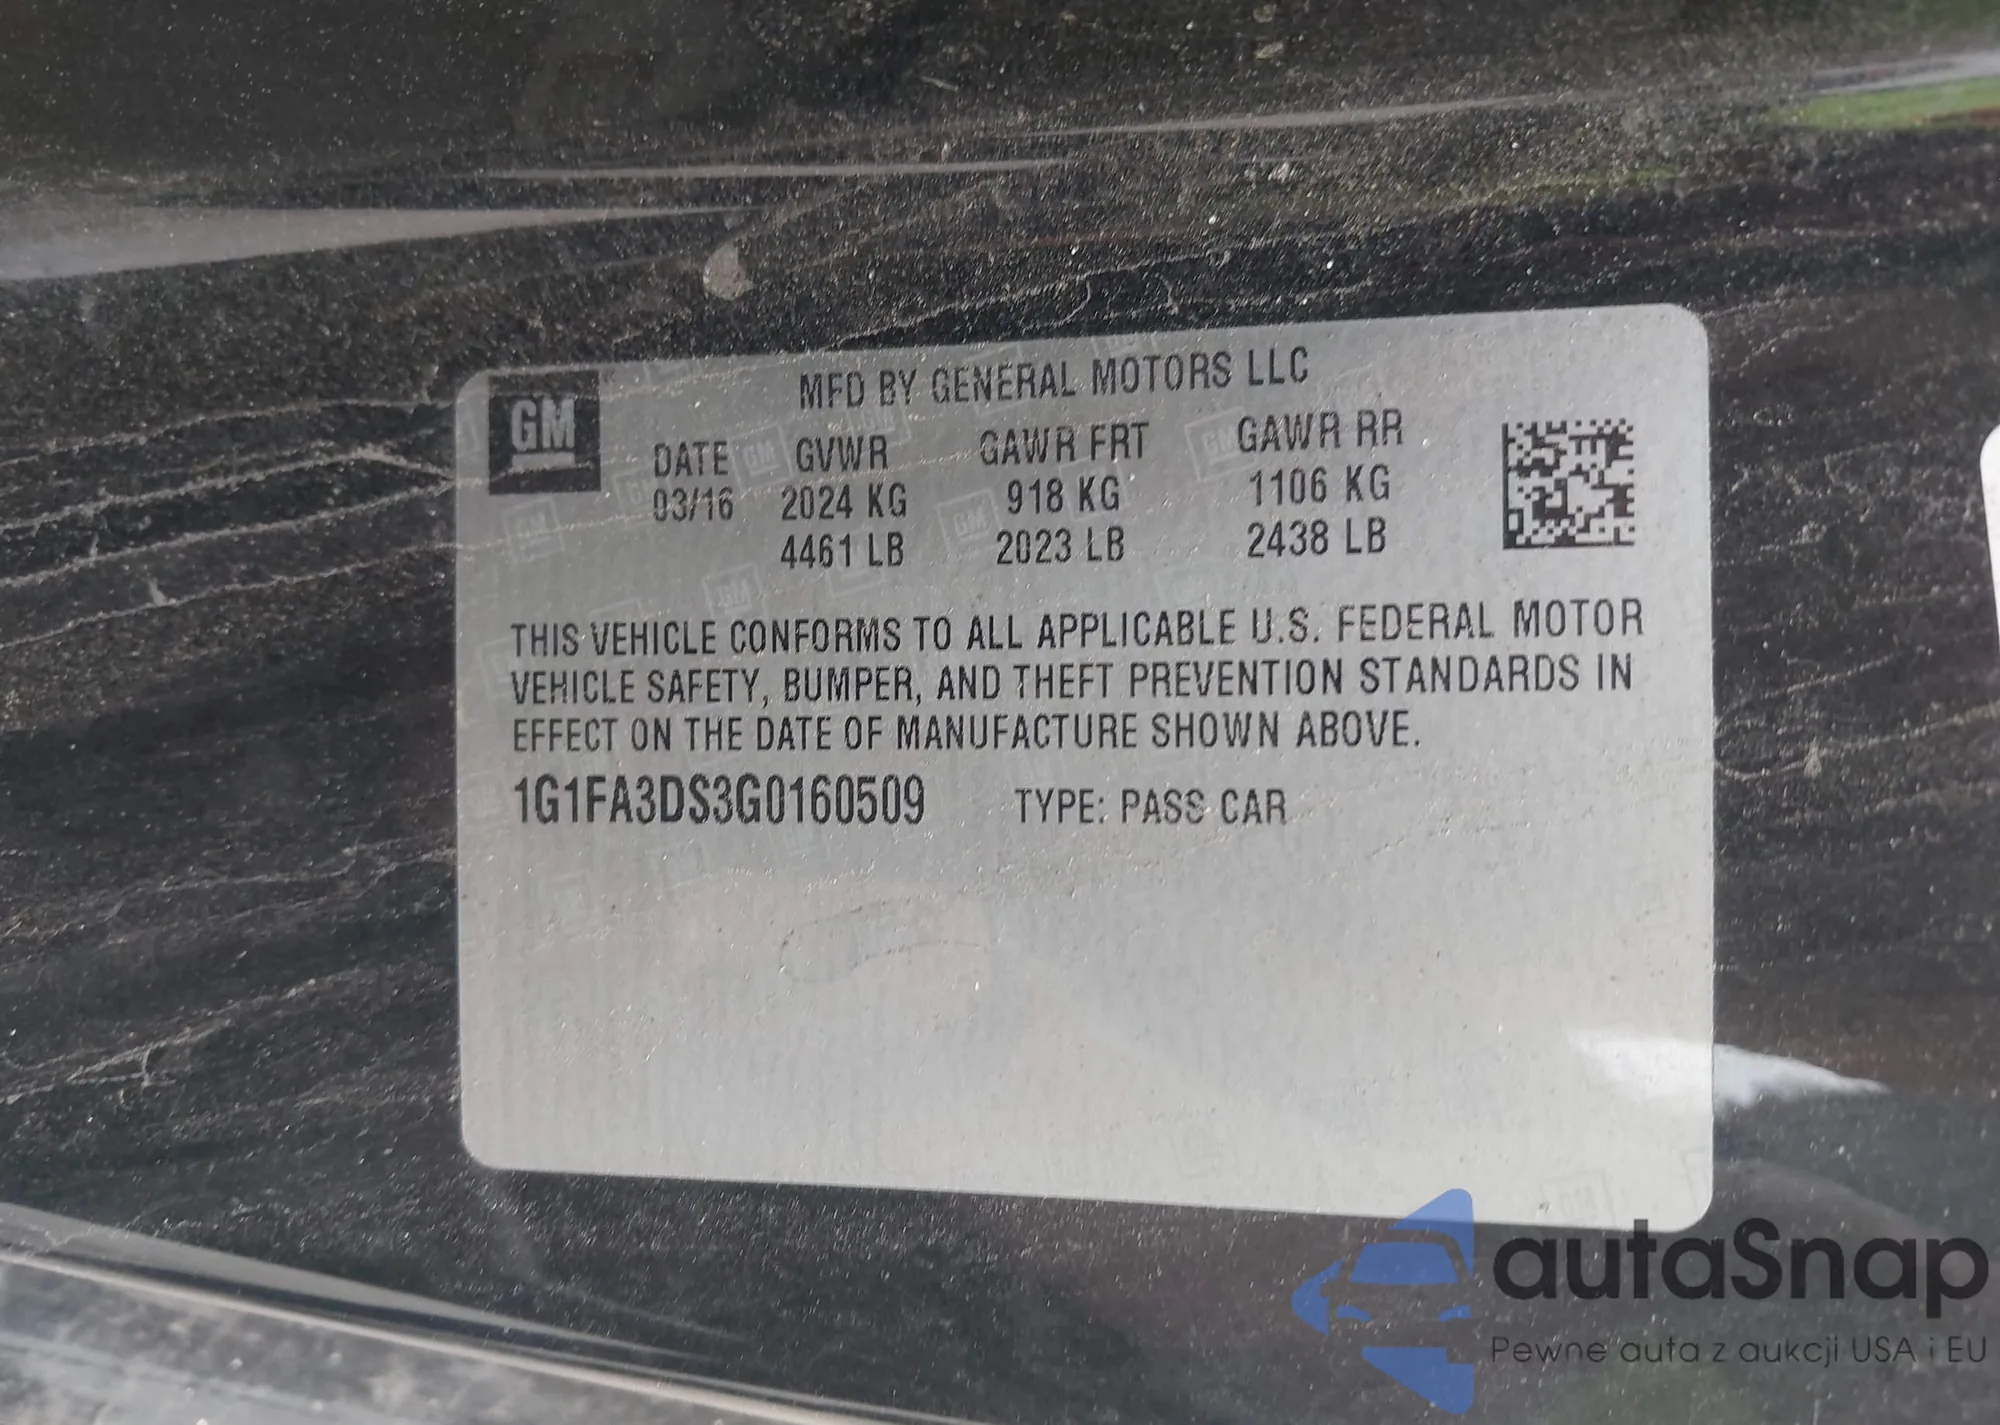 MFD BY GENERAL MOTORS LLC
GM
DATE GVWR GAWR FRT GAWR RR
03/16 2024 KG 918 KG 1106 KG
4461 LB 2023 LB 2438 LB
THIS VEHICLE CONFORMS TO ALL APPLICABLE U.S. FEDERAL MOTOR
VEHICLE SAFETY, BUMPER, AND THEFT PREVENTION STANDARDS IN
EFFECT ON THE DATE OF MANUFACTURE SHOWN ABOVE.
1G1FA3DS3G0160509 TYPE: PASS CAR
autaSnap
Pewne auta z aukcji USA i EU